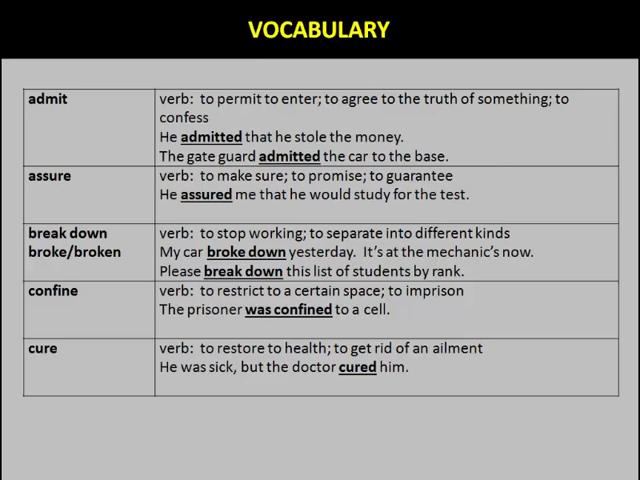 VOCABULARY
admit
verb: to permit to enter; to agree to the truth of something; to
confess
He admitted that he stole the money.
The gate guard admitted the car to the base.
assure
verb: to make sure; to promise; to guarantee
He assured me that he would study for the test.
break down
broke/broken
verb: to stop working; to separate into different kinds
My car broke down yesterday. It's at the mechanic's now.
Please break down this list of students by rank.
confine
verb: to restrict to a certain space; to imprison
The prisoner was confined to a cell.
cure
verb: to restore to health; to get rid of an ailment
He was sick, but the doctor cured him.